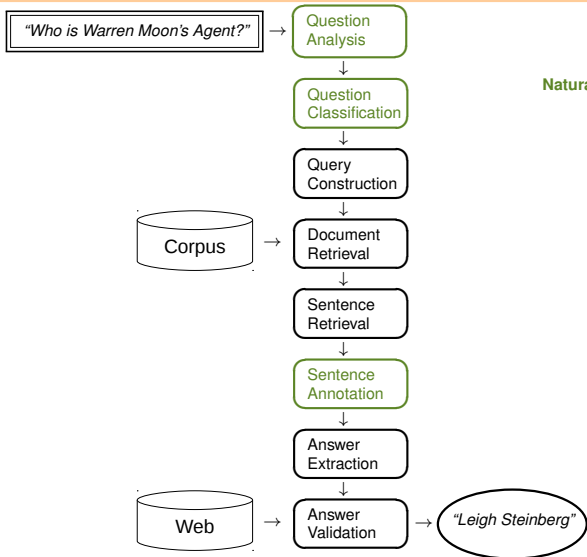 “Who is Warren Moon’s Agent?”
→
Question
Analysis
↓
Question
Classification
↓
Query
Construction
↓
Corpus
→
Document
Retrieval
↓
Sentence
Retrieval
↓
Sentence
Annotation
↓
Answer
Extraction
↓
Web
→
Answer
Validation
→
“Leigh Steinberg”
Natura